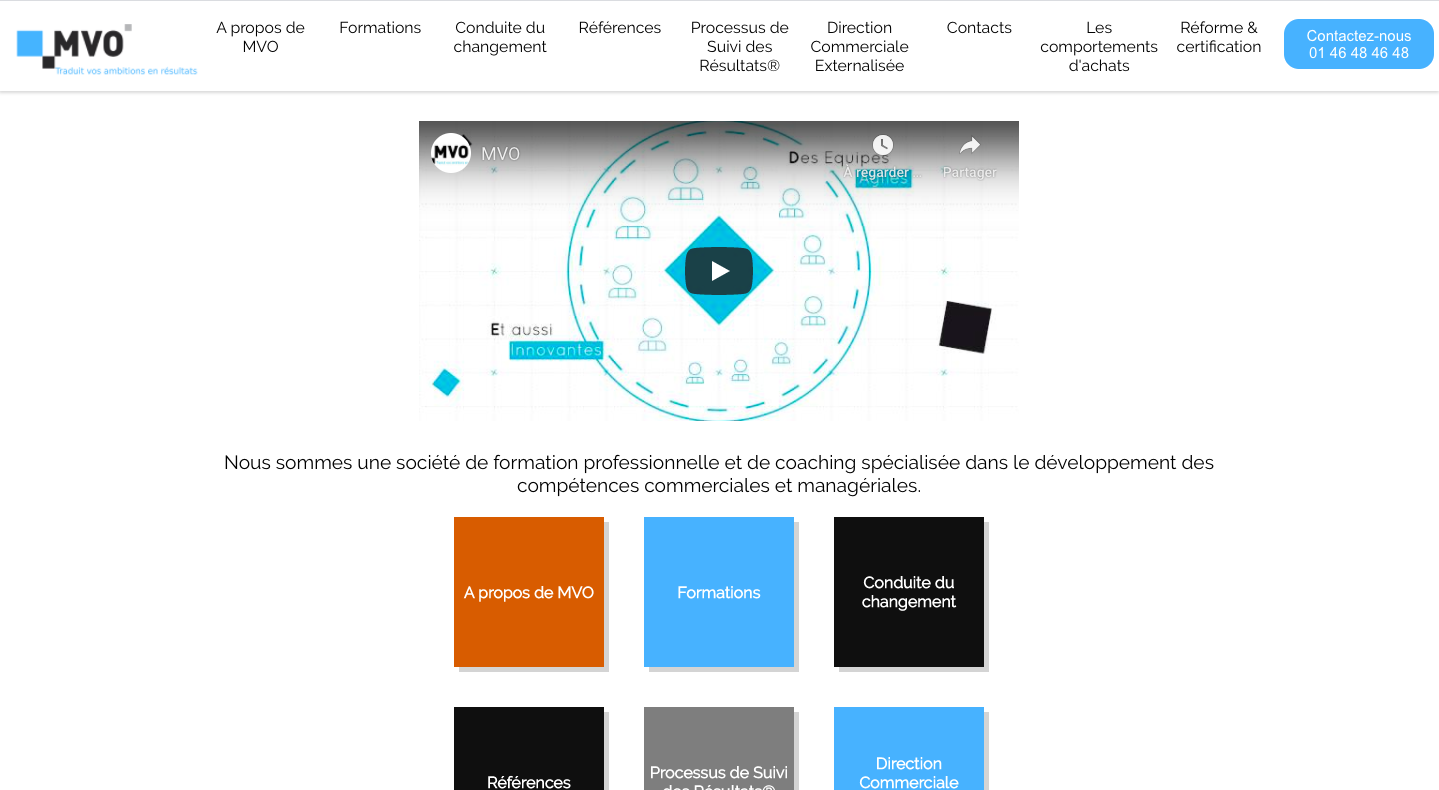 MVO
Traduit vos ambitions en résultats
A propos de
MVO
Formations
Conduite du
changement
Références
Processus de
Suivi des
Résultats®
Direction
Commerciale
Externalisée
Contacts
Les
comportements
d'achats
Réforme &
certification
Contactez-nous
01 46 48 46 48
MVO
MVO
Des Equipes
Agiles
À regarder
Partager
Et aussi
Innovantes
Nous sommes une société de formation professionnelle et de coaching spécialisée dans le développement des
compétences commerciales et managériales.
A propos de MVO
Formations
Conduite du
changement
Références
Processus de Suivi
des Résultats®
Direction
Commerciale